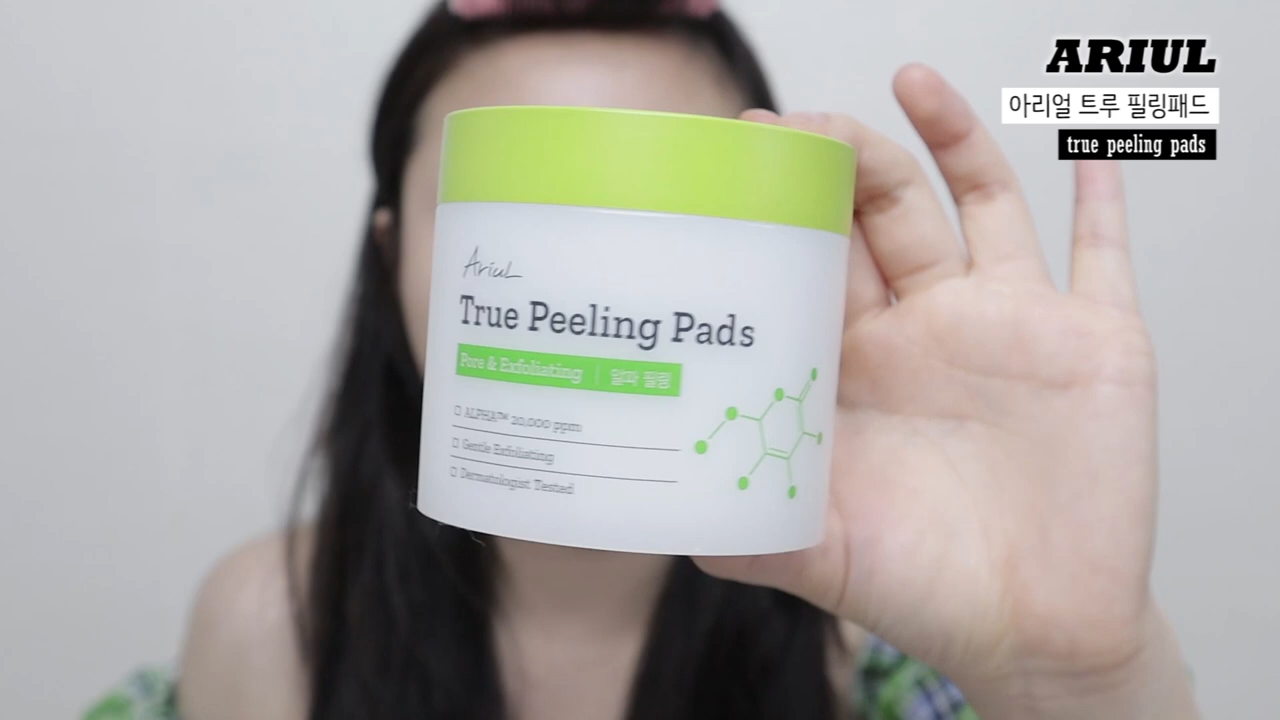 ARIUL
아리얼 트루 필링패드
true peeling pads
Ariul
True Peeling Pads
Pore & Exfoliating | 알파 필링
ALPHA™ 20,000 ppm
Gentle Exfoliating
Dermatologist Tested